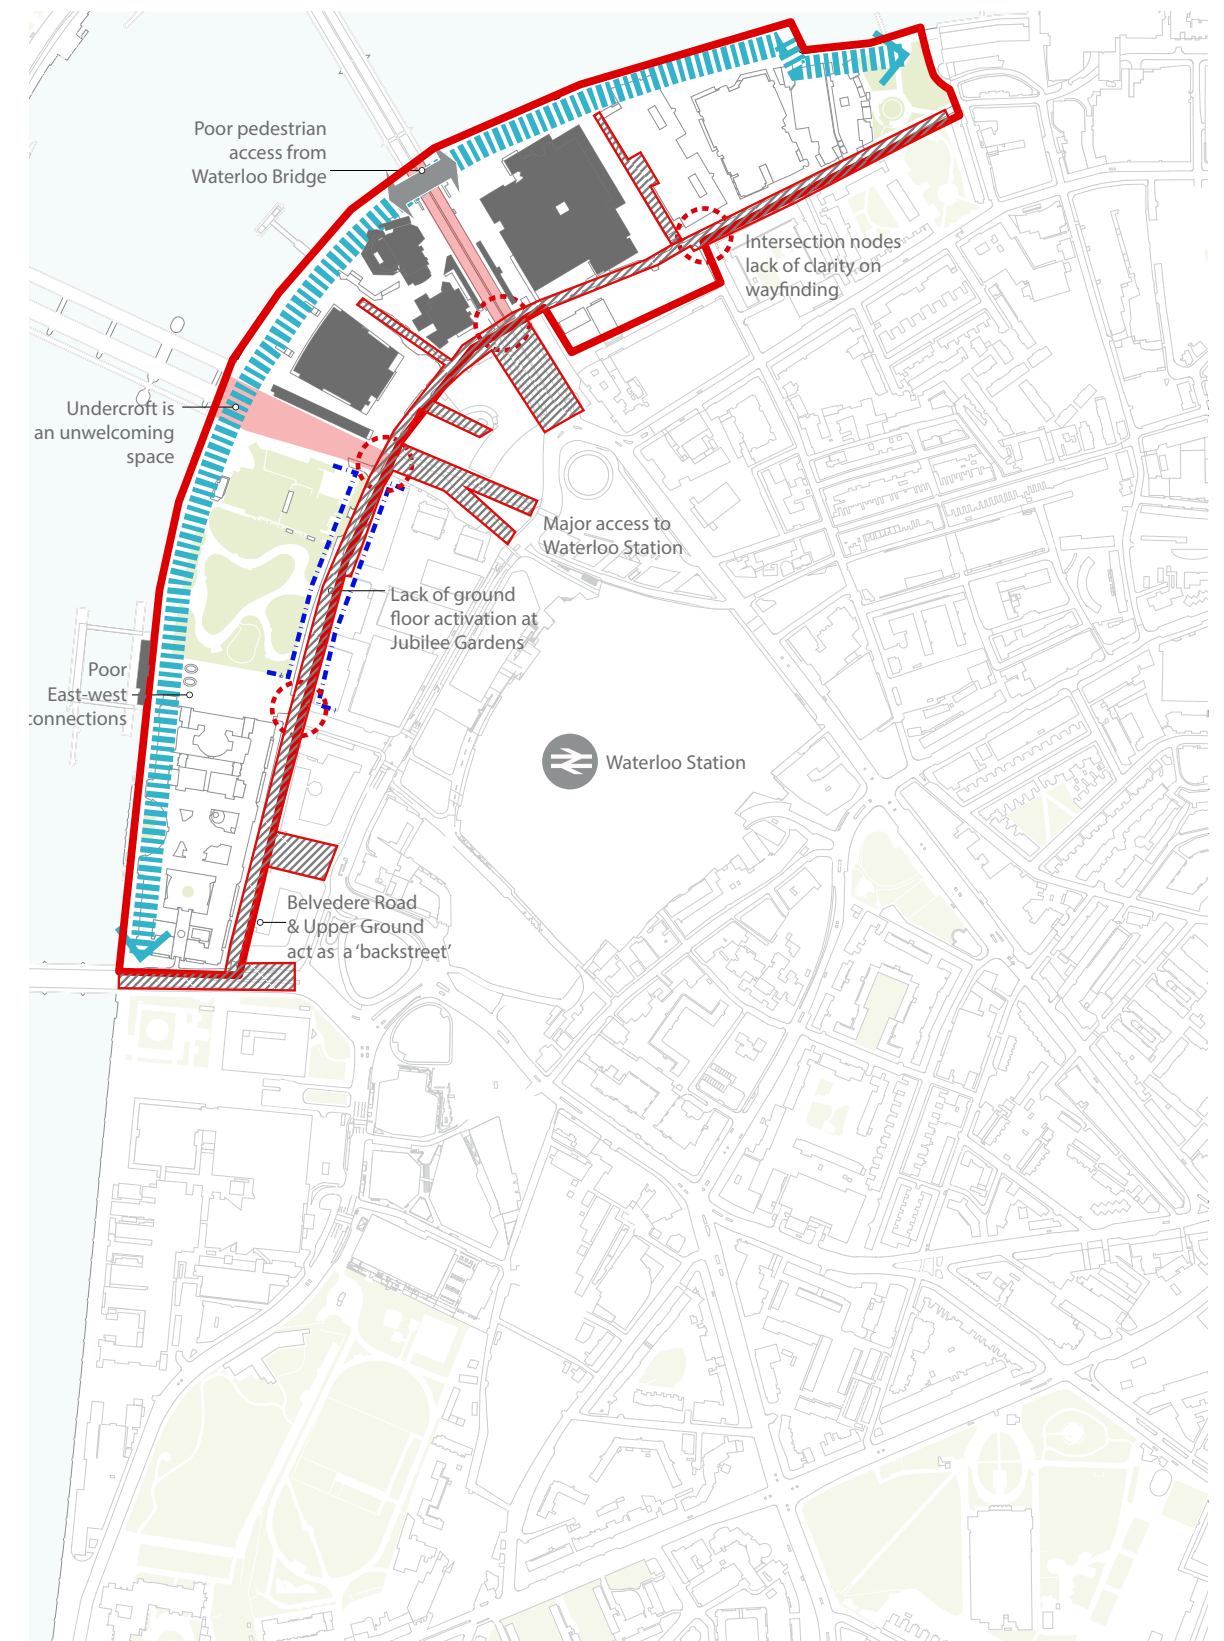 Poor pedestrian
access from
Waterloo Bridge
Intersection nodes
lack of clarity on
wayfinding
Undercroft is
an unwelcoming
space
Major access to
Waterloo Station
Lack of ground
floor activation at
Jubilee Gardens
Poor
East-west
connections
Waterloo Station
Belvedere Road
& Upper Ground
act as a ‘backstreet’